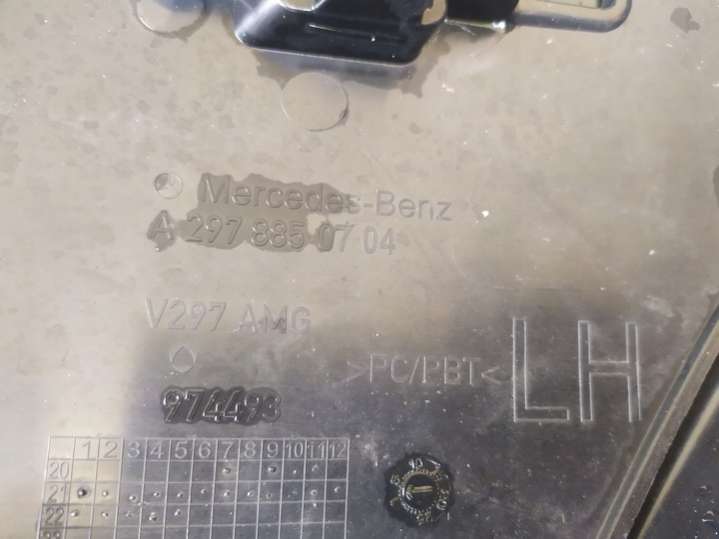 Mercedes-Benz
A 297 885 07 04
V297 AMG
>PC/PBT<
LH
974493
1 2 3 4 5 6 7 8 9 10 11 12
20
21
22